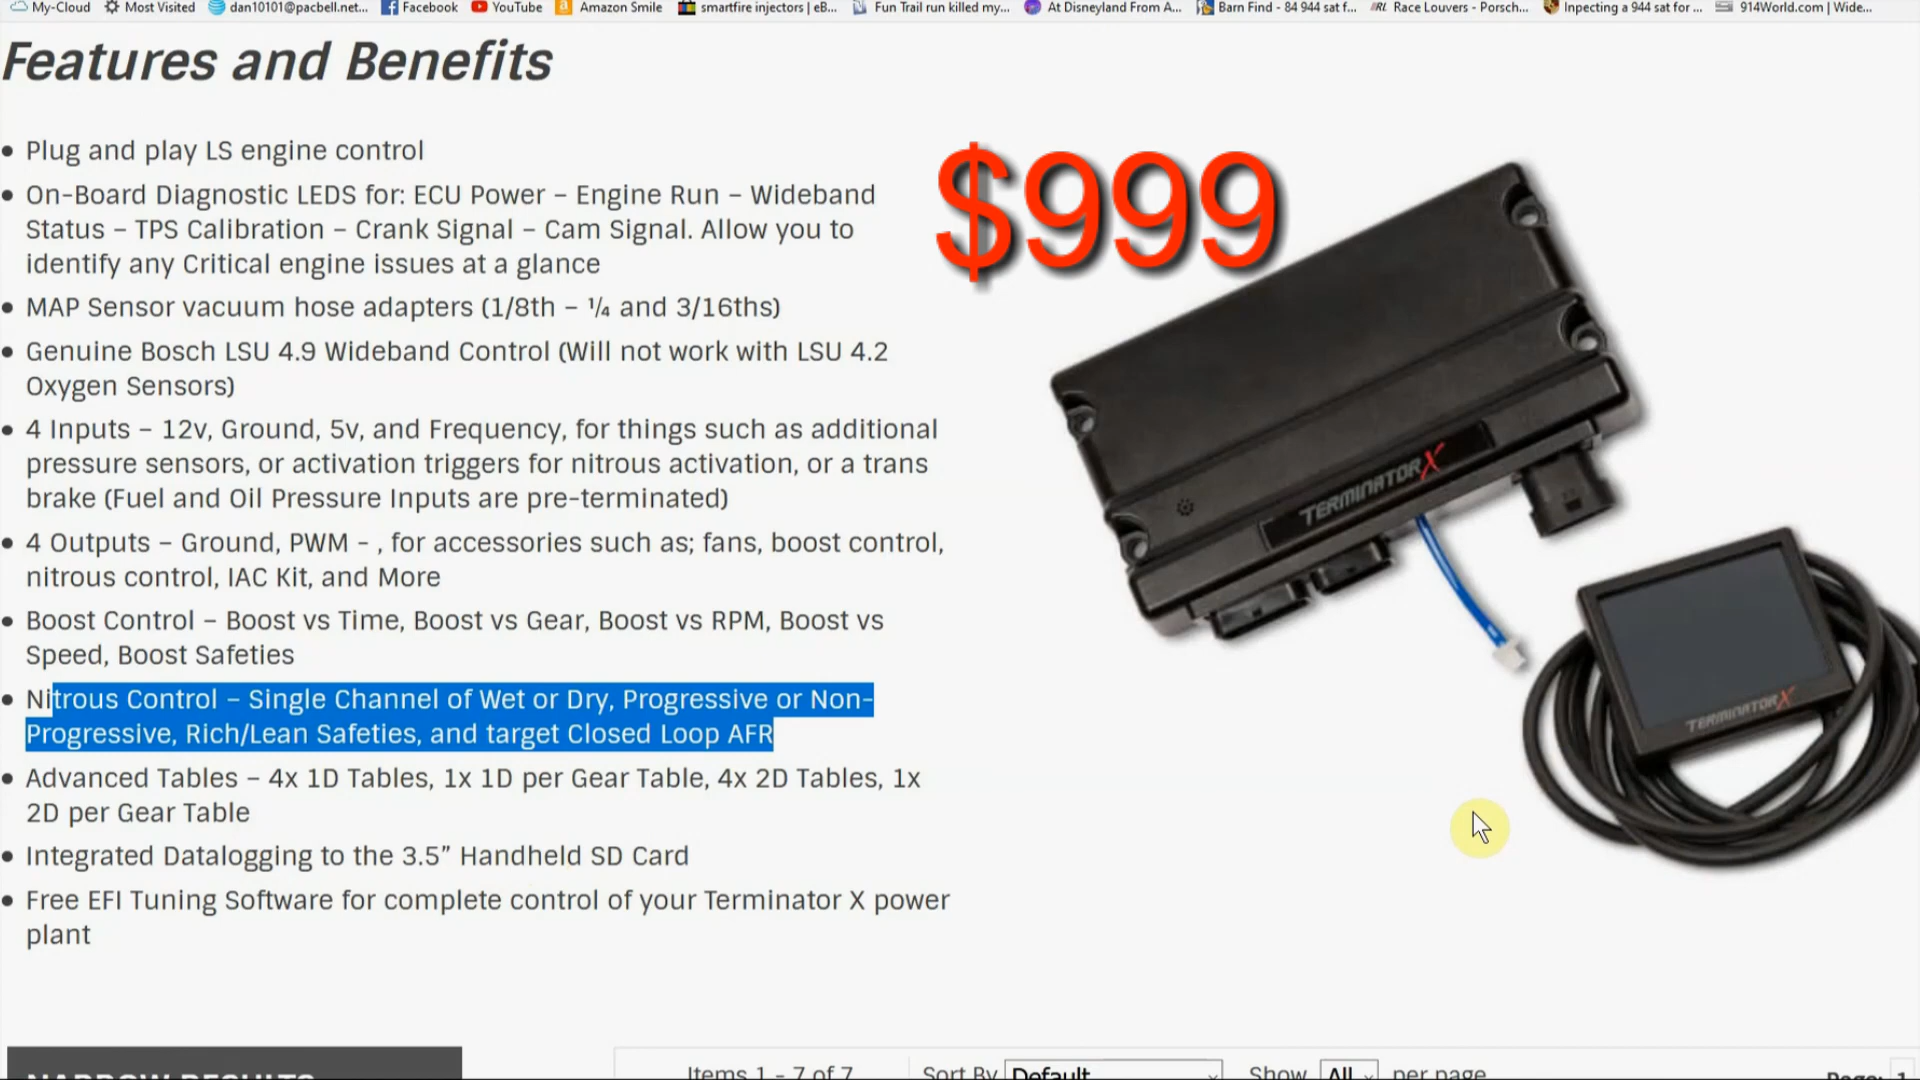 My-Cloud Most Visited dan10101@pacbell.net... Facebook YouTube Amazon Smile smartfire injectors | eB... Fun Trail run killed my... At Disneyland From A... Barn Find - 84 944 sat f... Race Louvers - Porsch... Inpecting a 944 sat for ... 914World.com | Wide...
Features and Benefits
• Plug and play LS engine control
• On-Board Diagnostic LEDS for: ECU Power – Engine Run – Wideband
Status – TPS Calibration – Crank Signal – Cam Signal. Allow you to
identify any Critical engine issues at a glance
• MAP Sensor vacuum hose adapters (1/8th – ¼ and 3/16ths)
• Genuine Bosch LSU 4.9 Wideband Control (Will not work with LSU 4.2
Oxygen Sensors)
• 4 Inputs – 12v, Ground, 5v, and Frequency, for things such as additional
pressure sensors, or activation triggers for nitrous activation, or a trans
brake (Fuel and Oil Pressure Inputs are pre-terminated)
• 4 Outputs – Ground, PWM - , for accessories such as; fans, boost control,
nitrous control, IAC Kit, and More
• Boost Control – Boost vs Time, Boost vs Gear, Boost vs RPM, Boost vs
Speed, Boost Safeties
• Nitrous Control – Single Channel of Wet or Dry, Progressive or Non-
Progressive, Rich/Lean Safeties, and target Closed Loop AFR
• Advanced Tables – 4x 1D Tables, 1x 1D per Gear Table, 4x 2D Tables, 1x
2D per Gear Table
• Integrated Datalogging to the 3.5” Handheld SD Card
• Free EFI Tuning Software for complete control of your Terminator X power
plant
$999
TERMINATOR X
TERMINATOR X
NARROW RESULTS
Items 1 - 7 of 7 Sort By Default Show All per page Page: 1